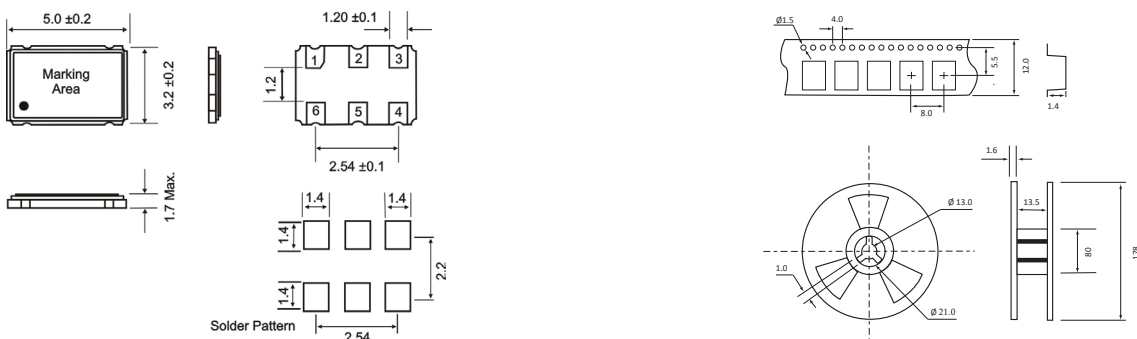 5.0 ±0.2
Marking
Area
3.2 ±0.2
1.7 Max.
1.20 ±0.1
1 2 3
1.2
6 5 4
2.54 ±0.1
1.4 1.4
1.4
2.2
1.4
Solder Pattern
2.54
Ø1.5 4.0
5.5
12.0
8.0
1.4
1.6
Ø 13.0
13.5
80
178
1.0
Ø 21.0